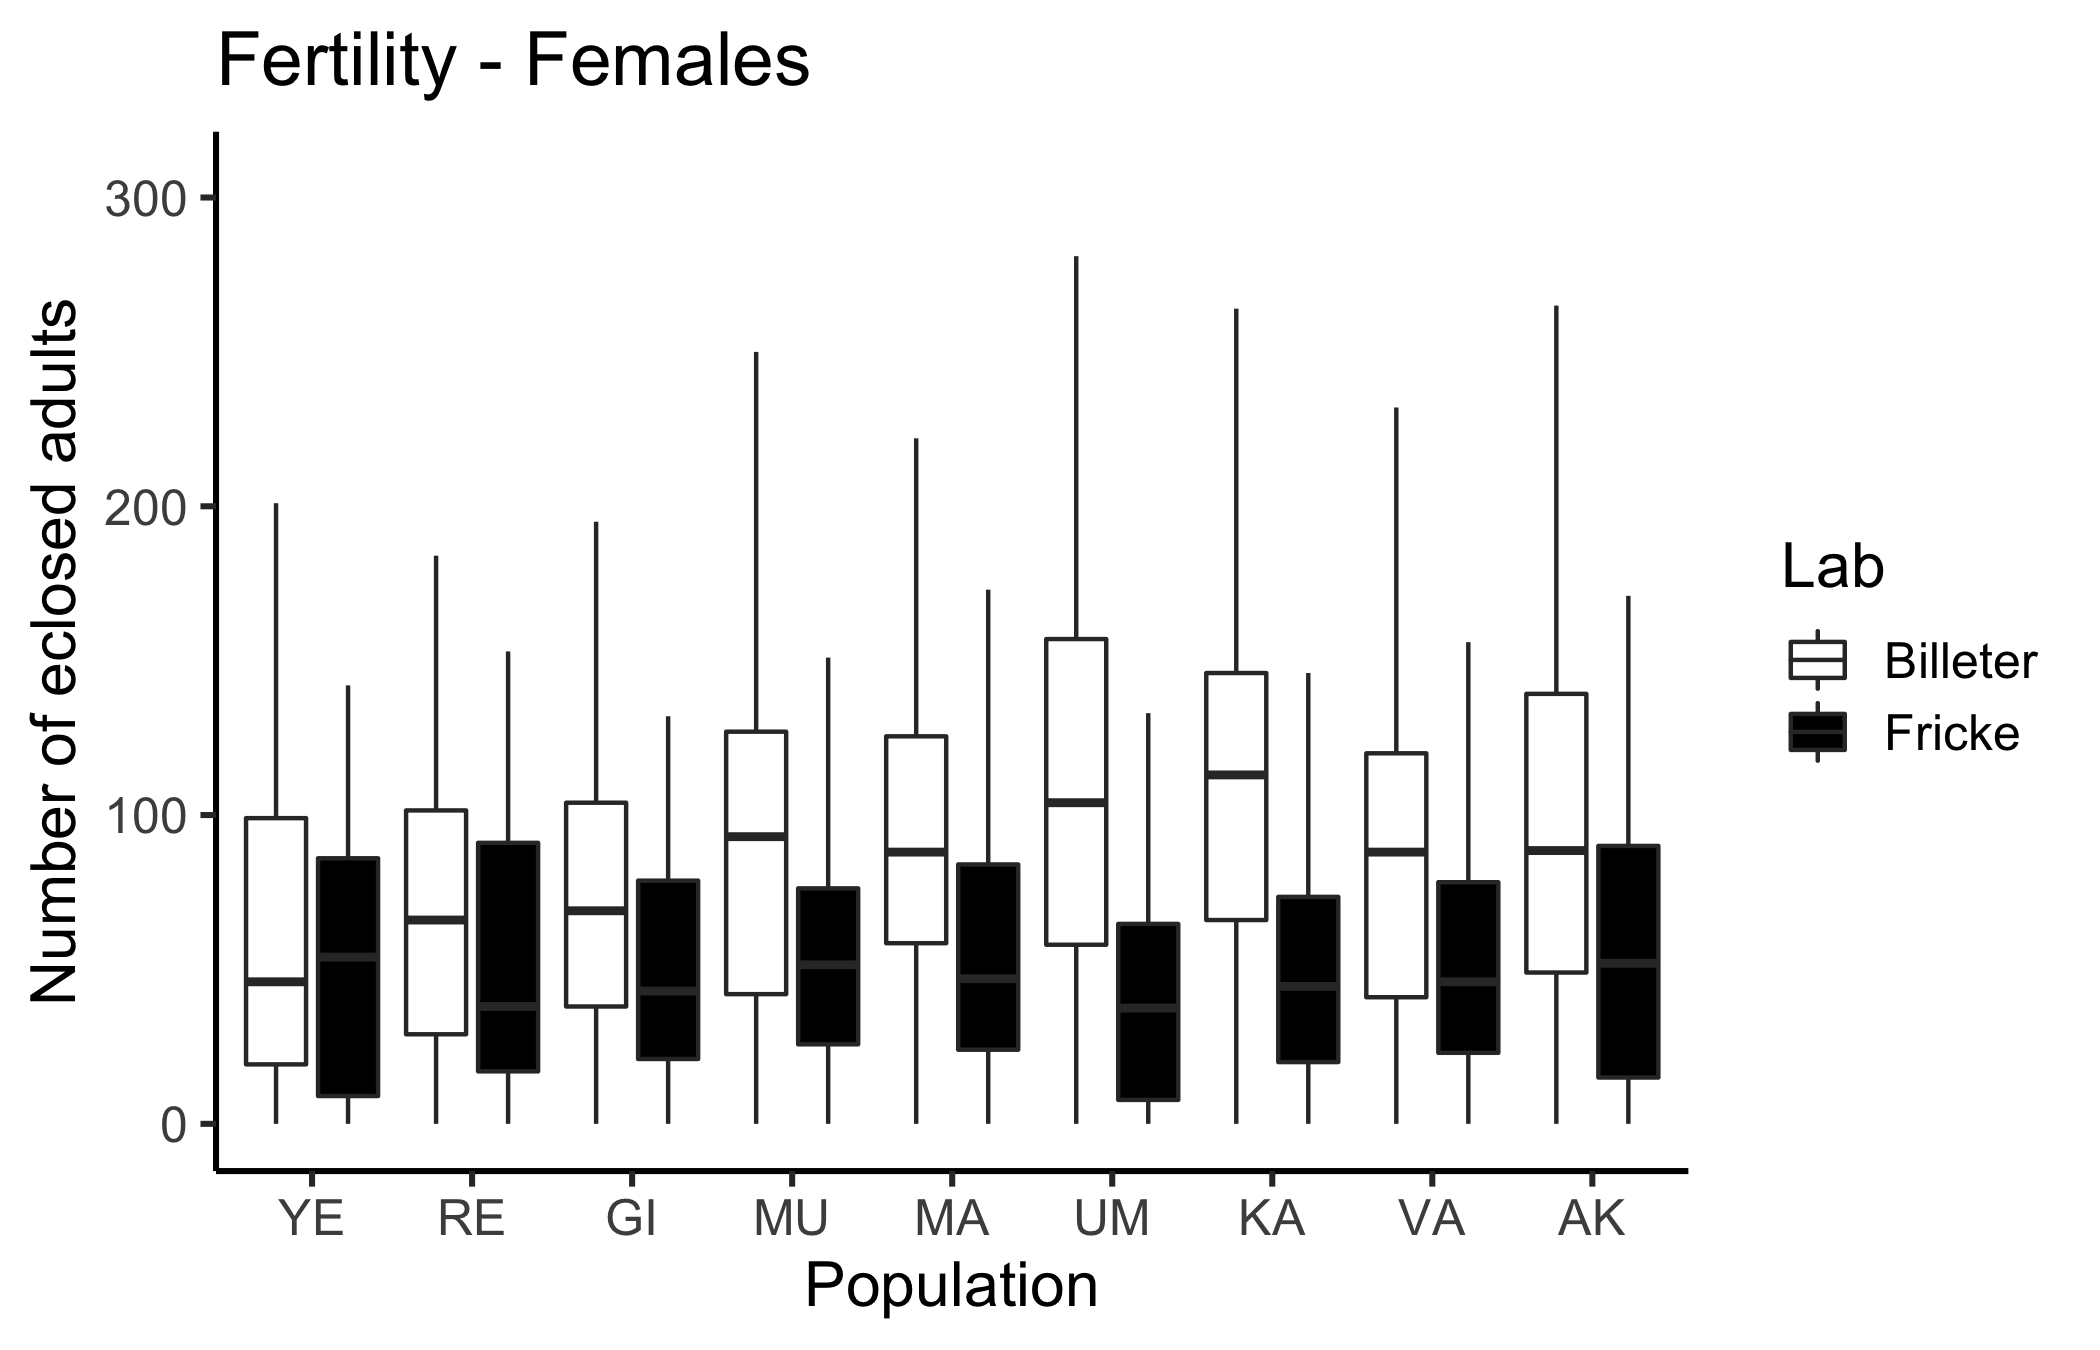 Fertility - Females
Number of eclosed adults
300
200
100
0
YE RE GI MU MA UM KA VA AK
Population
Lab
Billeter
Fricke